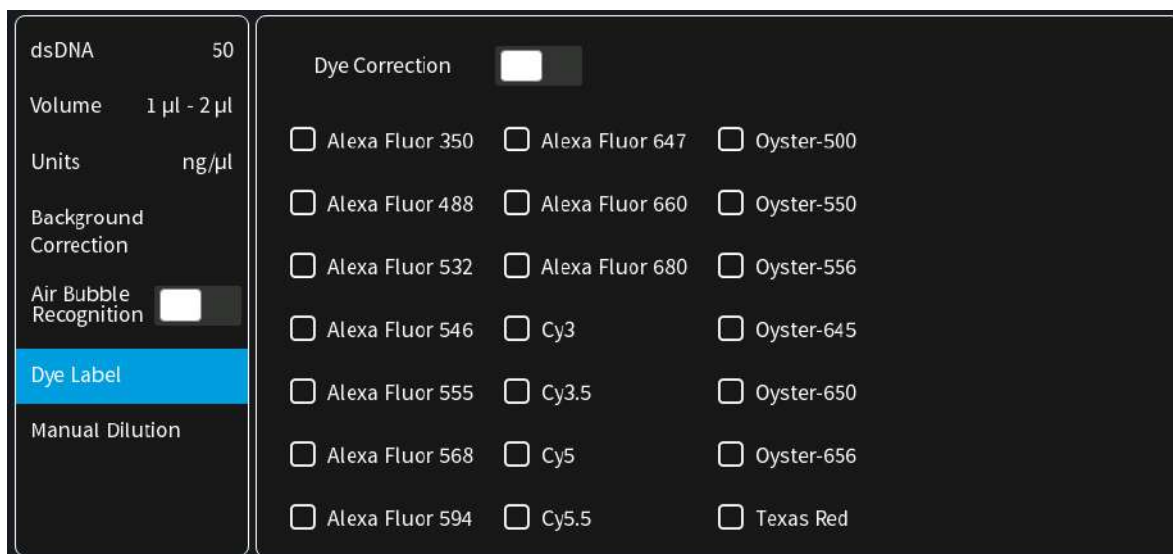 dsDNA 50
Volume 1 µl - 2 µl
Units ng/µl
Background
Correction
Air Bubble
Recognition
Dye Label
Manual Dilution
Dye Correction
Alexa Fluor 350 Alexa Fluor 647 Oyster-500
Alexa Fluor 488 Alexa Fluor 660 Oyster-550
Alexa Fluor 532 Alexa Fluor 680 Oyster-556
Alexa Fluor 546 Cy3 Oyster-645
Alexa Fluor 555 Cy3.5 Oyster-650
Alexa Fluor 568 Cy5 Oyster-656
Alexa Fluor 594 Cy5.5 Texas Red